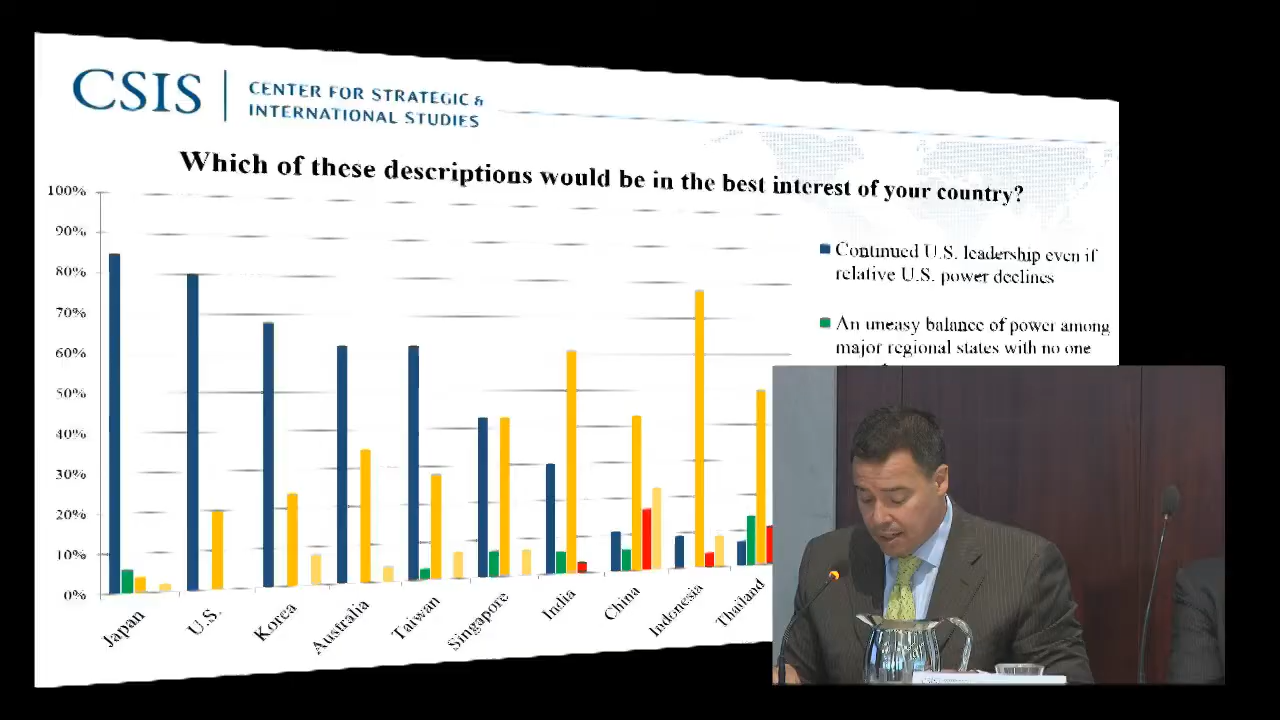 CSIS
CENTER FOR STRATEGIC &
INTERNATIONAL STUDIES
Which of these descriptions would be in the best interest of your country?
100%
90%
80%
70%
60%
50%
40%
30%
20%
10%
0%
Japan
U.S.
Korea
Australia
Taiwan
Singapore
India
China
Indonesia
Thailand
Continued U.S. leadership even if
relative U.S. power declines
An uneasy balance of power among
major regional states with no one